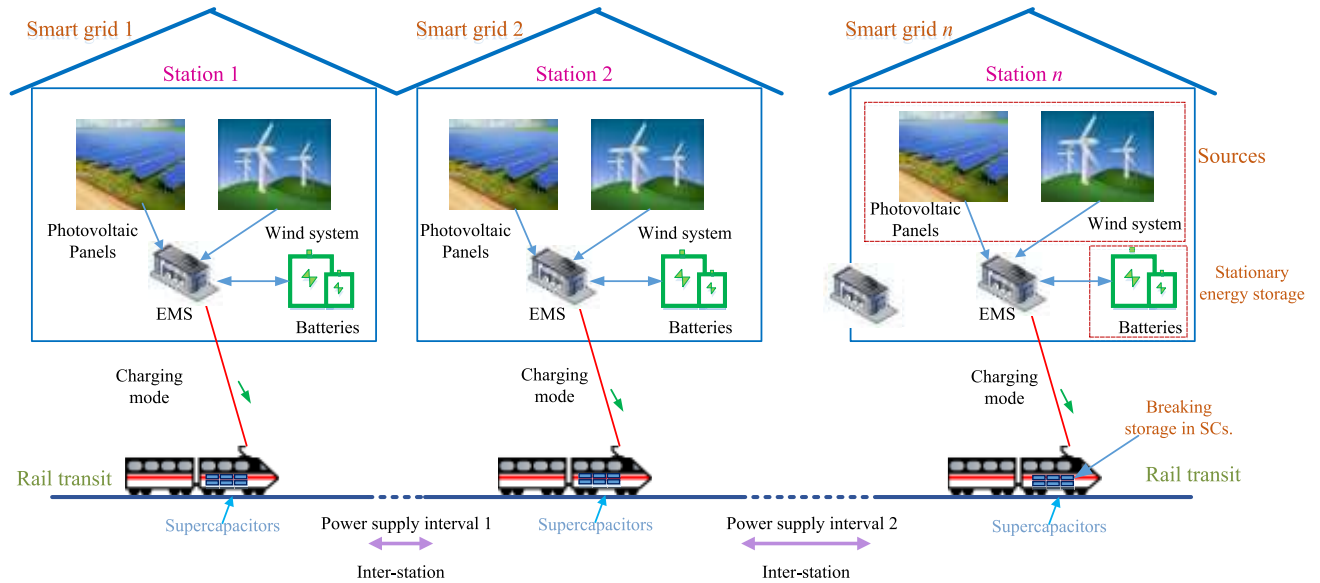 Smart grid 1
Smart grid 2
Smart grid n
Station 1
Station 2
Station n
Sources
Photovoltaic
Panels
Wind system
Photovoltaic
Panels
Wind system
Photovoltaic
Panels
Wind system
Stationary
energy storage
EMS
Batteries
EMS
Batteries
EMS
Batteries
Charging
mode
Charging
mode
Charging
mode
Breaking
storage in SCs.
Rail transit
Rail transit
Supercapacitors
Power supply interval 1
Supercapacitors
Power supply interval 2
Supercapacitors
Inter-station
Inter-station